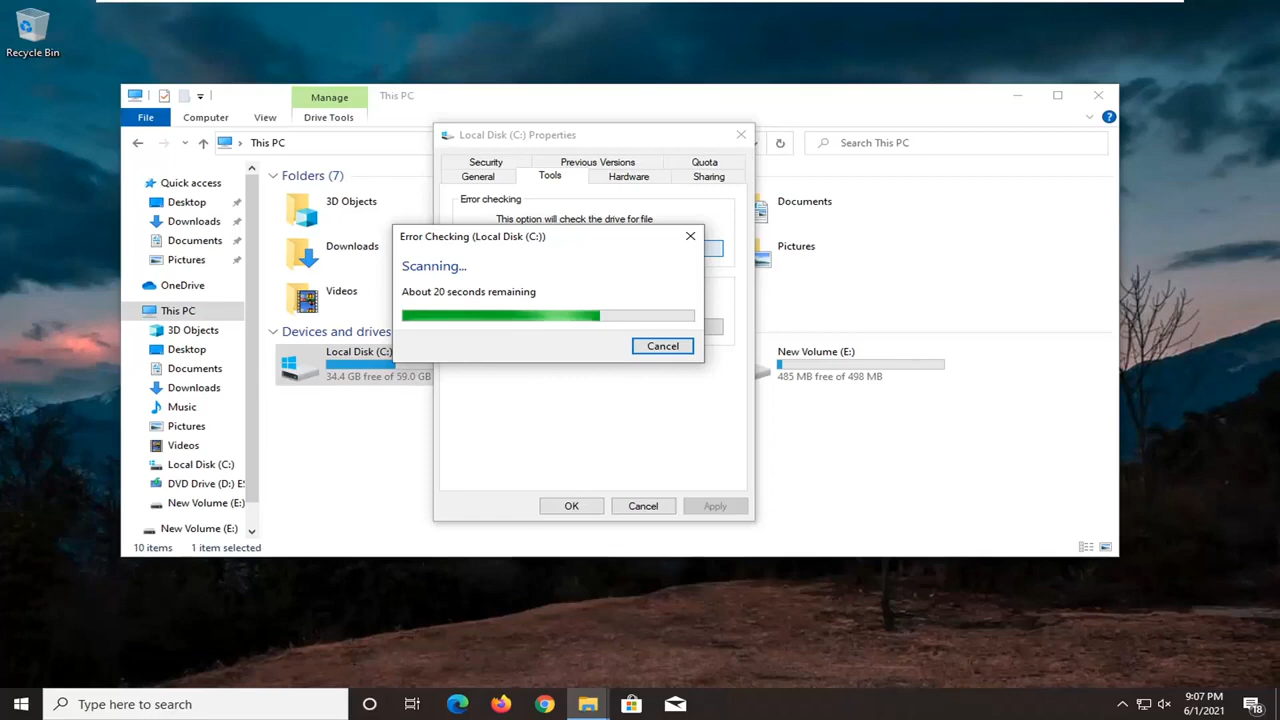 Recycle Bin
Manage
This PC
File
Computer
View
Drive Tools
This PC
Search This PC
Quick access
Desktop
Downloads
Documents
Pictures
OneDrive
This PC
3D Objects
Desktop
Documents
Downloads
Music
Pictures
Videos
Local Disk (C:)
DVD Drive (D:) ES
New Volume (E:)
New Volume (E:)
Folders (7)
3D Objects
Downloads
Videos
Documents
Pictures
Devices and drives
Local Disk (C:)
34.4 GB free of 59.0 GB
New Volume (E:)
485 MB free of 498 MB
10 items
1 item selected
Local Disk (C:) Properties
Security
Previous Versions
Quota
General
Tools
Hardware
Sharing
Error checking
This option will check the drive for file
Error Checking (Local Disk (C:))
Scanning...
About 20 seconds remaining
Cancel
OK
Cancel
Apply
Type here to search
9:07 PM
6/1/2021
18